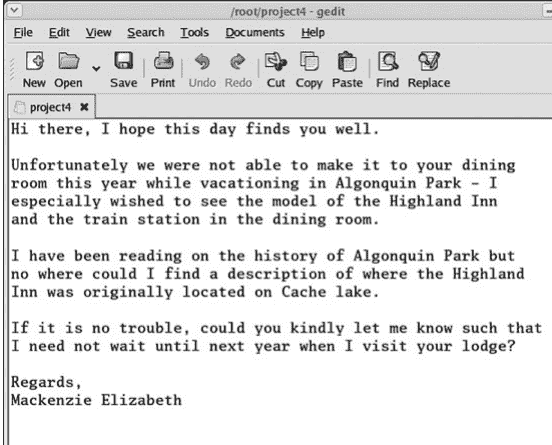 /root/project4 - gedit
File Edit View Search Tools Documents Help
New Open Save Print Undo Redo Cut Copy Paste Find Replace
project4
Hi there, I hope this day finds you well.
Unfortunately we were not able to make it to your dining
room this year while vacationing in Algonquin Park - I
especially wished to see the model of the Highland Inn
and the train station in the dining room.
I have been reading on the history of Algonquin Park but
no where could I find a description of where the Highland
Inn was originally located on Cache lake.
If it is no trouble, could you kindly let me know such that
I need not wait until next year when I visit your lodge?
Regards,
Mackenzie Elizabeth